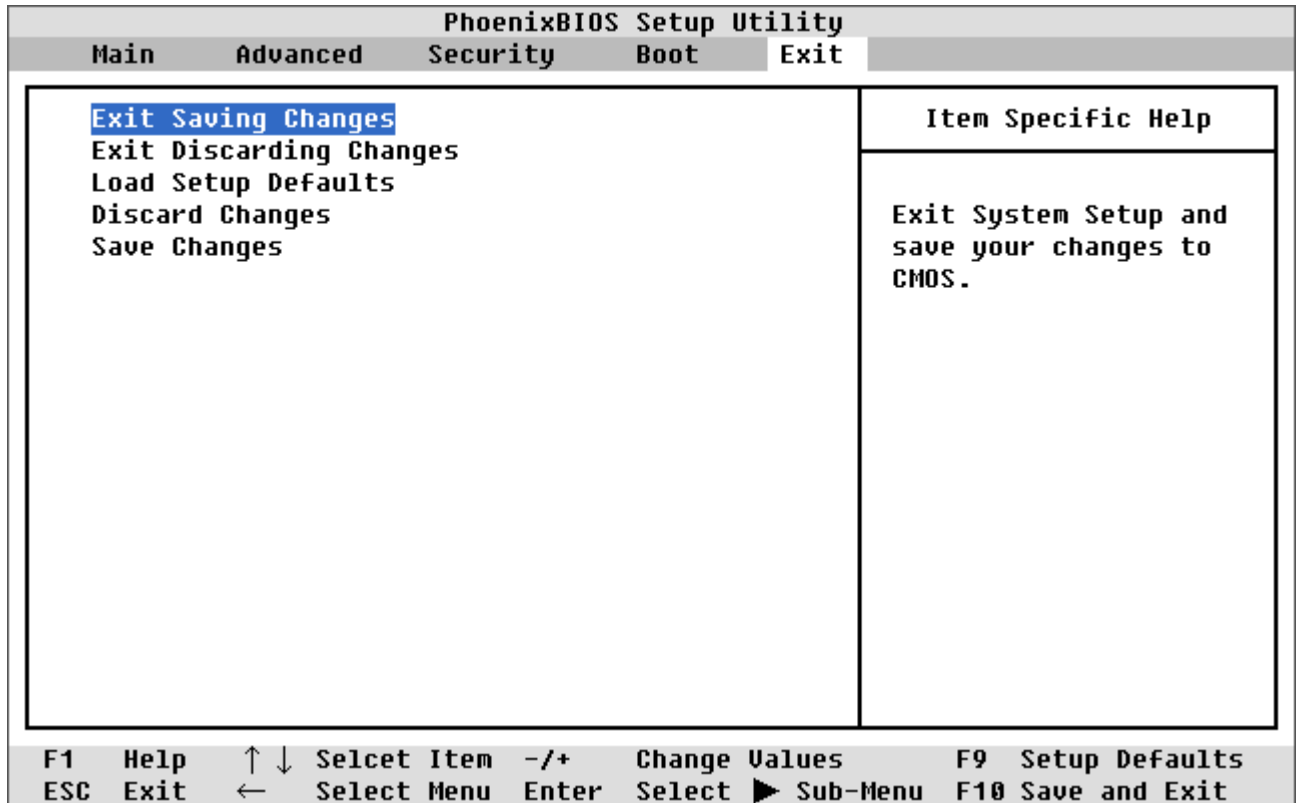 PhoenixBIOS Setup Utility
Main Advanced Security Boot Exit
Exit Saving Changes
Exit Discarding Changes
Load Setup Defaults
Discard Changes
Save Changes
Item Specific Help
Exit System Setup and
save your changes to
CMOS.
F1 Help ↑ ↓ Selcet Item -/+ Change Values F9 Setup Defaults
ESC Exit ← Select Menu Enter Select ▶ Sub-Menu F10 Save and Exit